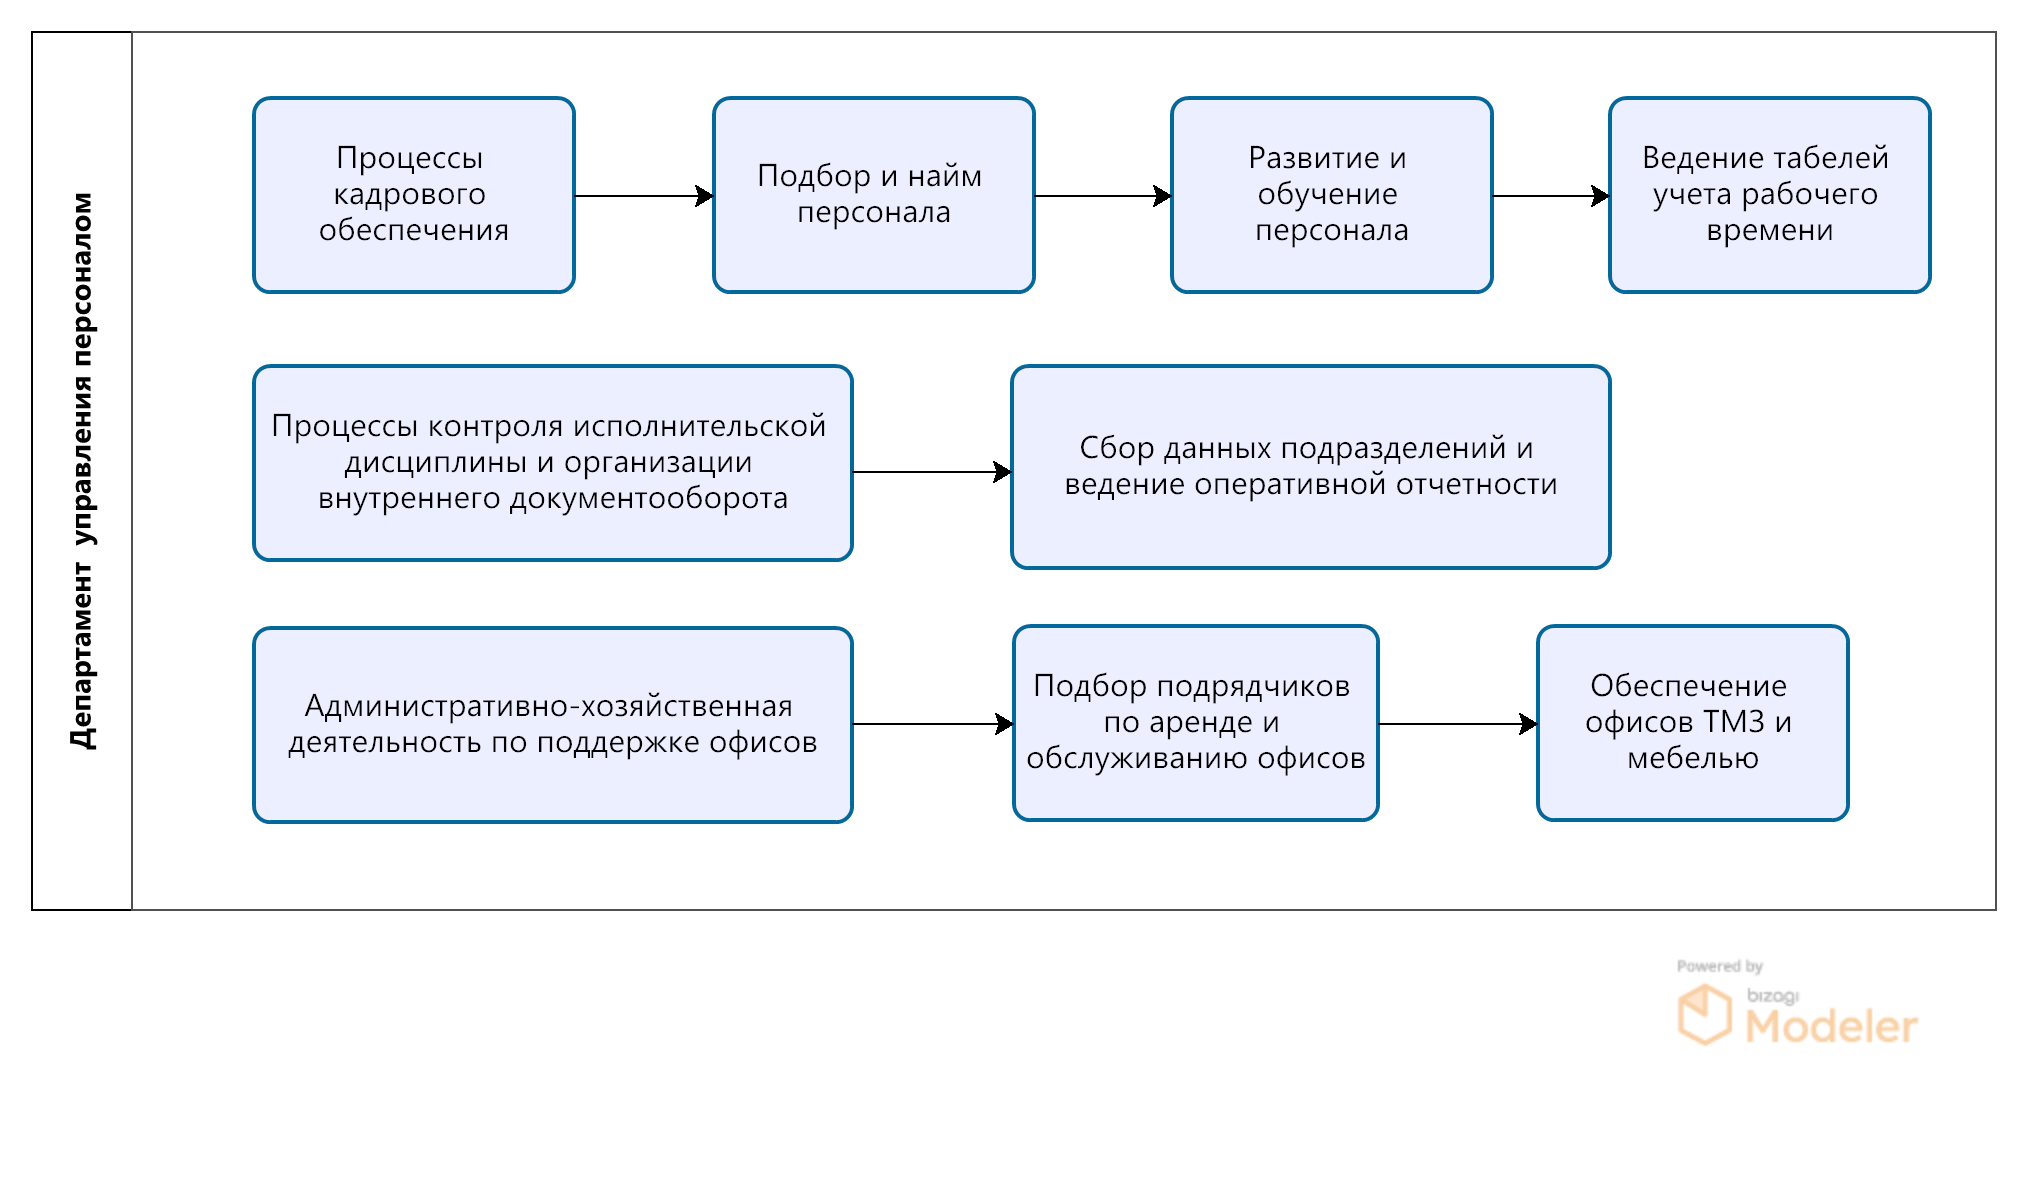 Департамент  управления персоналом
Процессы
кадрового
обеспечения
Подбор и найм
персонала
Развитие и
обучение
персонала
Ведение табелей
учета рабочего
времени
Процессы контроля исполнительской
дисциплины и организации
внутреннего документооборота
Сбор данных подразделений и
ведение оперативной отчетности
Административно-хозяйственная
деятельность по поддержке офисов
Подбор подрядчиков
по аренде и
обслуживанию офисов
Обеспечение
офисов ТМЗ и
мебелью
Powered by
bizagi
Modeler